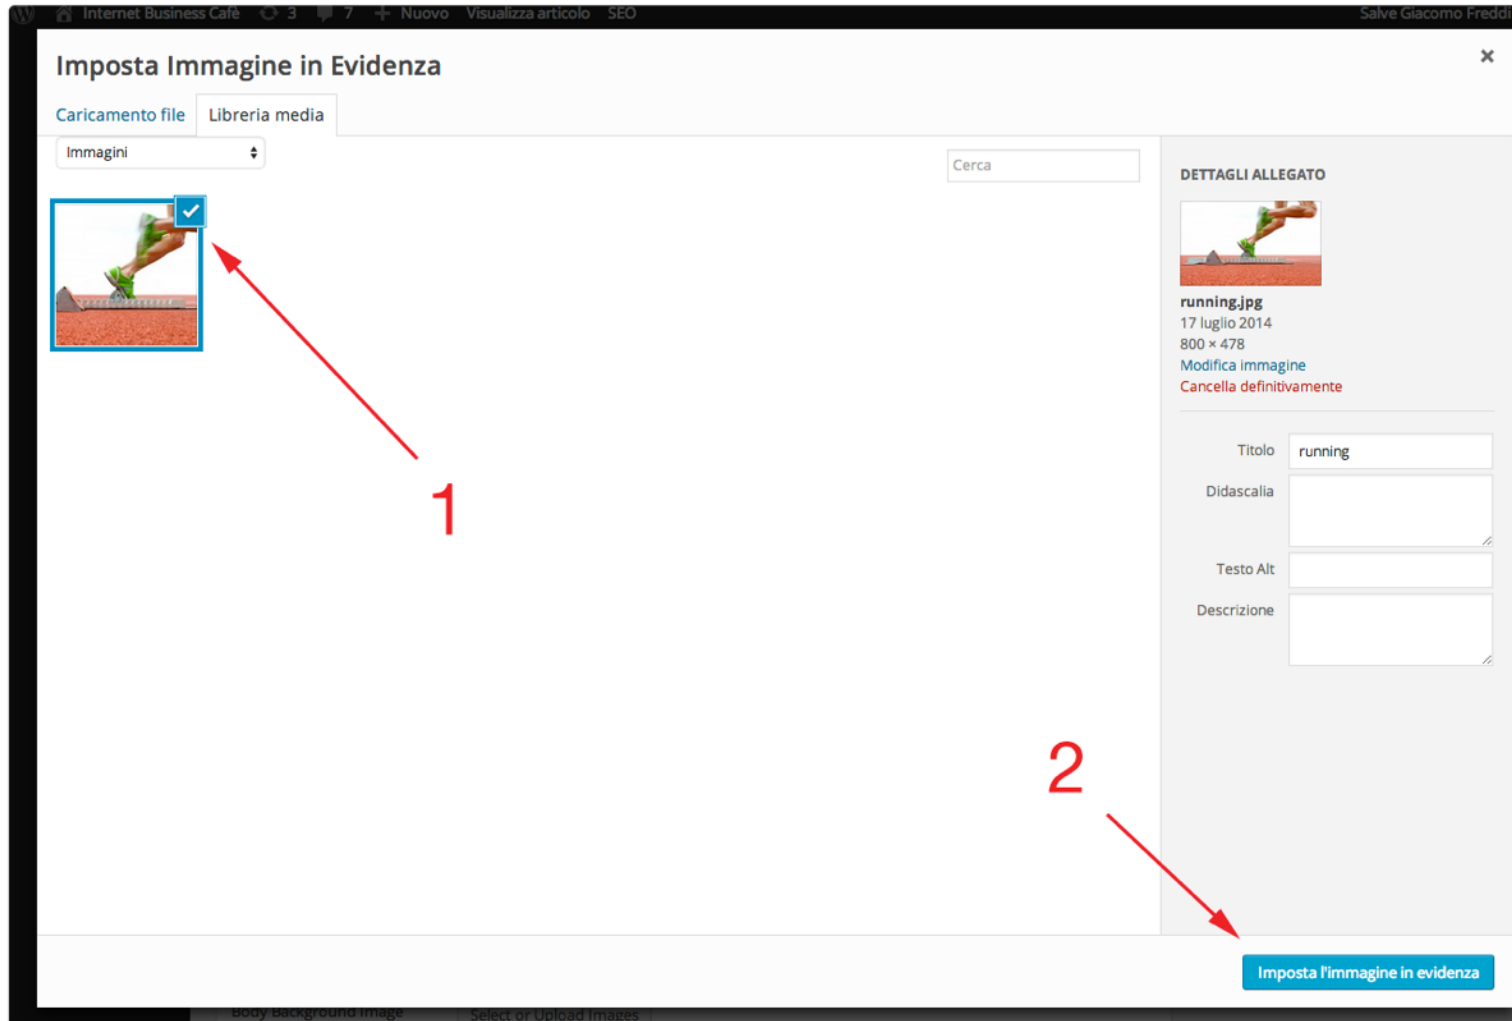 Internet Business Cafè 3 7 Nuovo Visualizza articolo SEO Salve Giacomo Freddi
Imposta Immagine in Evidenza
Caricamento file Libreria media
Immagini
Cerca
DETTAGLI ALLEGATO
running.jpg
17 luglio 2014
800 × 478
Modifica immagine
Cancella definitivamente
Titolo running
Didascalia
Testo Alt
Descrizione
1
2
Imposta l'immagine in evidenza
Body Background Image Select or Upload Images